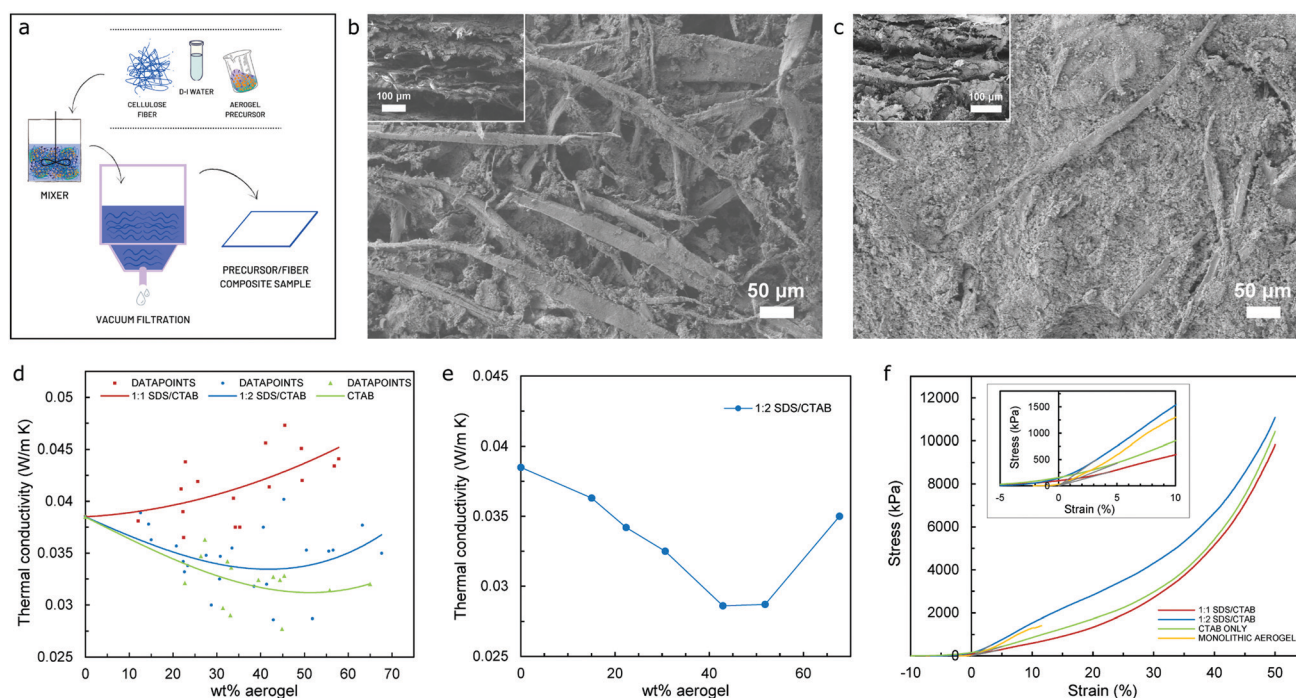 a
CELLULOSE
FIBER
D-I WATER
AEROGEL
PRECURSOR
MIXER
PRECURSOR/FIBER
COMPOSITE SAMPLE
VACUUM FILTRATION
b
100 µm
50 µm
c
100 µm
50 µm
d
DATAPOINTS DATAPOINTS DATAPOINTS
1:1 SDS/CTAB 1:2 SDS/CTAB CTAB
Thermal conductivity (W/m K)
0.05
0.045
0.04
0.035
0.03
0.025
0 10 20 30 40 50 60 70
wt% aerogel
e
1:2 SDS/CTAB
Thermal conductivity (W/m K)
0.045
0.04
0.035
0.03
0.025
0 20 40 60
wt% aerogel
f
Stress (kPa)
12000
10000
8000
6000
4000
2000
0
-10 0 10 20 30 40 50
Strain (%)
Stress (kPa)
1500
1000
500
0
-5 0 5 10
Strain (%)
1:1 SDS/CTAB
1:2 SDS/CTAB
CTAB ONLY
MONOLITHIC AEROGEL